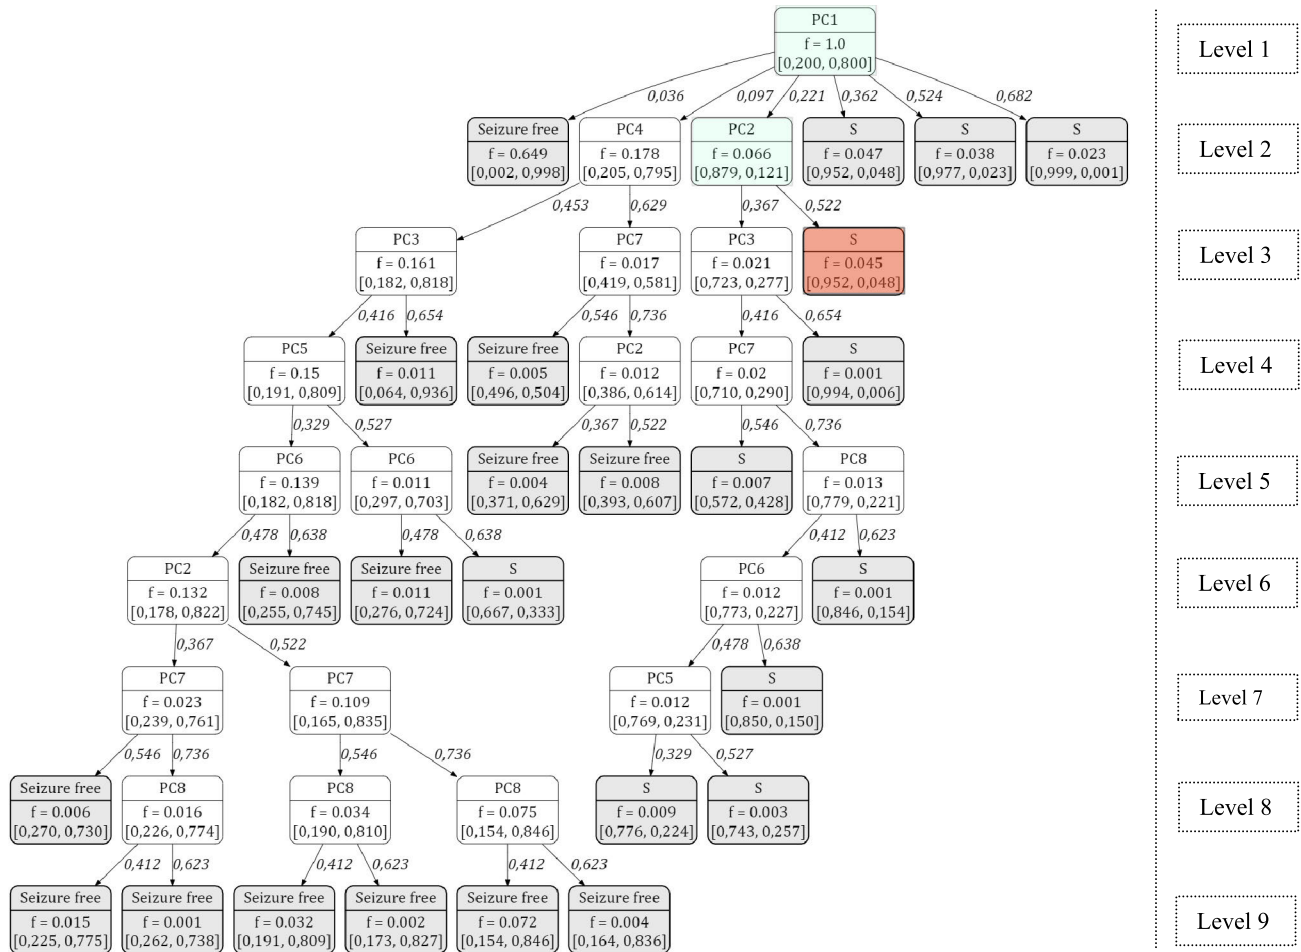 PC1
f = 1.0
[0,200, 0,800]
Level 1
0,036 0,097 0,221 0,362 0,524 0,682
Seizure free PC4 PC2 S S S
f = 0.649 f = 0.178 f = 0.066 f = 0.047 f = 0.038 f = 0.023
[0,002, 0,998] [0,205, 0,795] [0,879, 0,121] [0,952, 0,048] [0,977, 0,023] [0,999, 0,001]
Level 2
0,453 0,629 0,367 0,522
PC3 PC7 PC3 S
f = 0.161 f = 0.017 f = 0.021 f = 0.045
[0,182, 0,818] [0,419, 0,581] [0,723, 0,277] [0,952, 0,048]
Level 3
0,416 0,654 0,546 0,736 0,416 0,654
PC5 Seizure free Seizure free PC2 PC7 S
f = 0.15 f = 0.011 f = 0.005 f = 0.012 f = 0.02 f = 0.001
[0,191, 0,809] [0,064, 0,936] [0,496, 0,504] [0,386, 0,614] [0,710, 0,290] [0,994, 0,006]
Level 4
0,329 0,527 0,367 0,522 0,546 0,736
PC6 PC6 Seizure free Seizure free S PC8
f = 0.139 f = 0.011 f = 0.004 f = 0.008 f = 0.007 f = 0.013
[0,182, 0,818] [0,297, 0,703] [0,371, 0,629] [0,393, 0,607] [0,572, 0,428] [0,779, 0,221]
Level 5
0,478 0,638 0,478 0,638 0,412 0,623
PC2 Seizure free Seizure free S PC6 S
f = 0.132 f = 0.008 f = 0.011 f = 0.001 f = 0.012 f = 0.001
[0,178, 0,822] [0,255, 0,745] [0,276, 0,724] [0,667, 0,333] [0,773, 0,227] [0,846, 0,154]
Level 6
0,367 0,522 0,478 0,638
PC7 PC7 PC5 S
f = 0.023 f = 0.109 f = 0.012 f = 0.001
[0,239, 0,761] [0,165, 0,835] [0,769, 0,231] [0,850, 0,150]
Level 7
0,546 0,736 0,546 0,736 0,329 0,527
Seizure free PC8 PC8 PC8 S S
f = 0.006 f = 0.016 f = 0.034 f = 0.075 f = 0.009 f = 0.003
[0,270, 0,730] [0,226, 0,774] [0,190, 0,810] [0,154, 0,846] [0,776, 0,224] [0,743, 0,257]
Level 8
0,412 0,623 0,412 0,623 0,412 0,623
Seizure free Seizure free Seizure free Seizure free Seizure free Seizure free
f = 0.015 f = 0.001 f = 0.032 f = 0.002 f = 0.072 f = 0.004
[0,225, 0,775] [0,262, 0,738] [0,191, 0,809] [0,173, 0,827] [0,154, 0,846] [0,164, 0,836]
Level 9